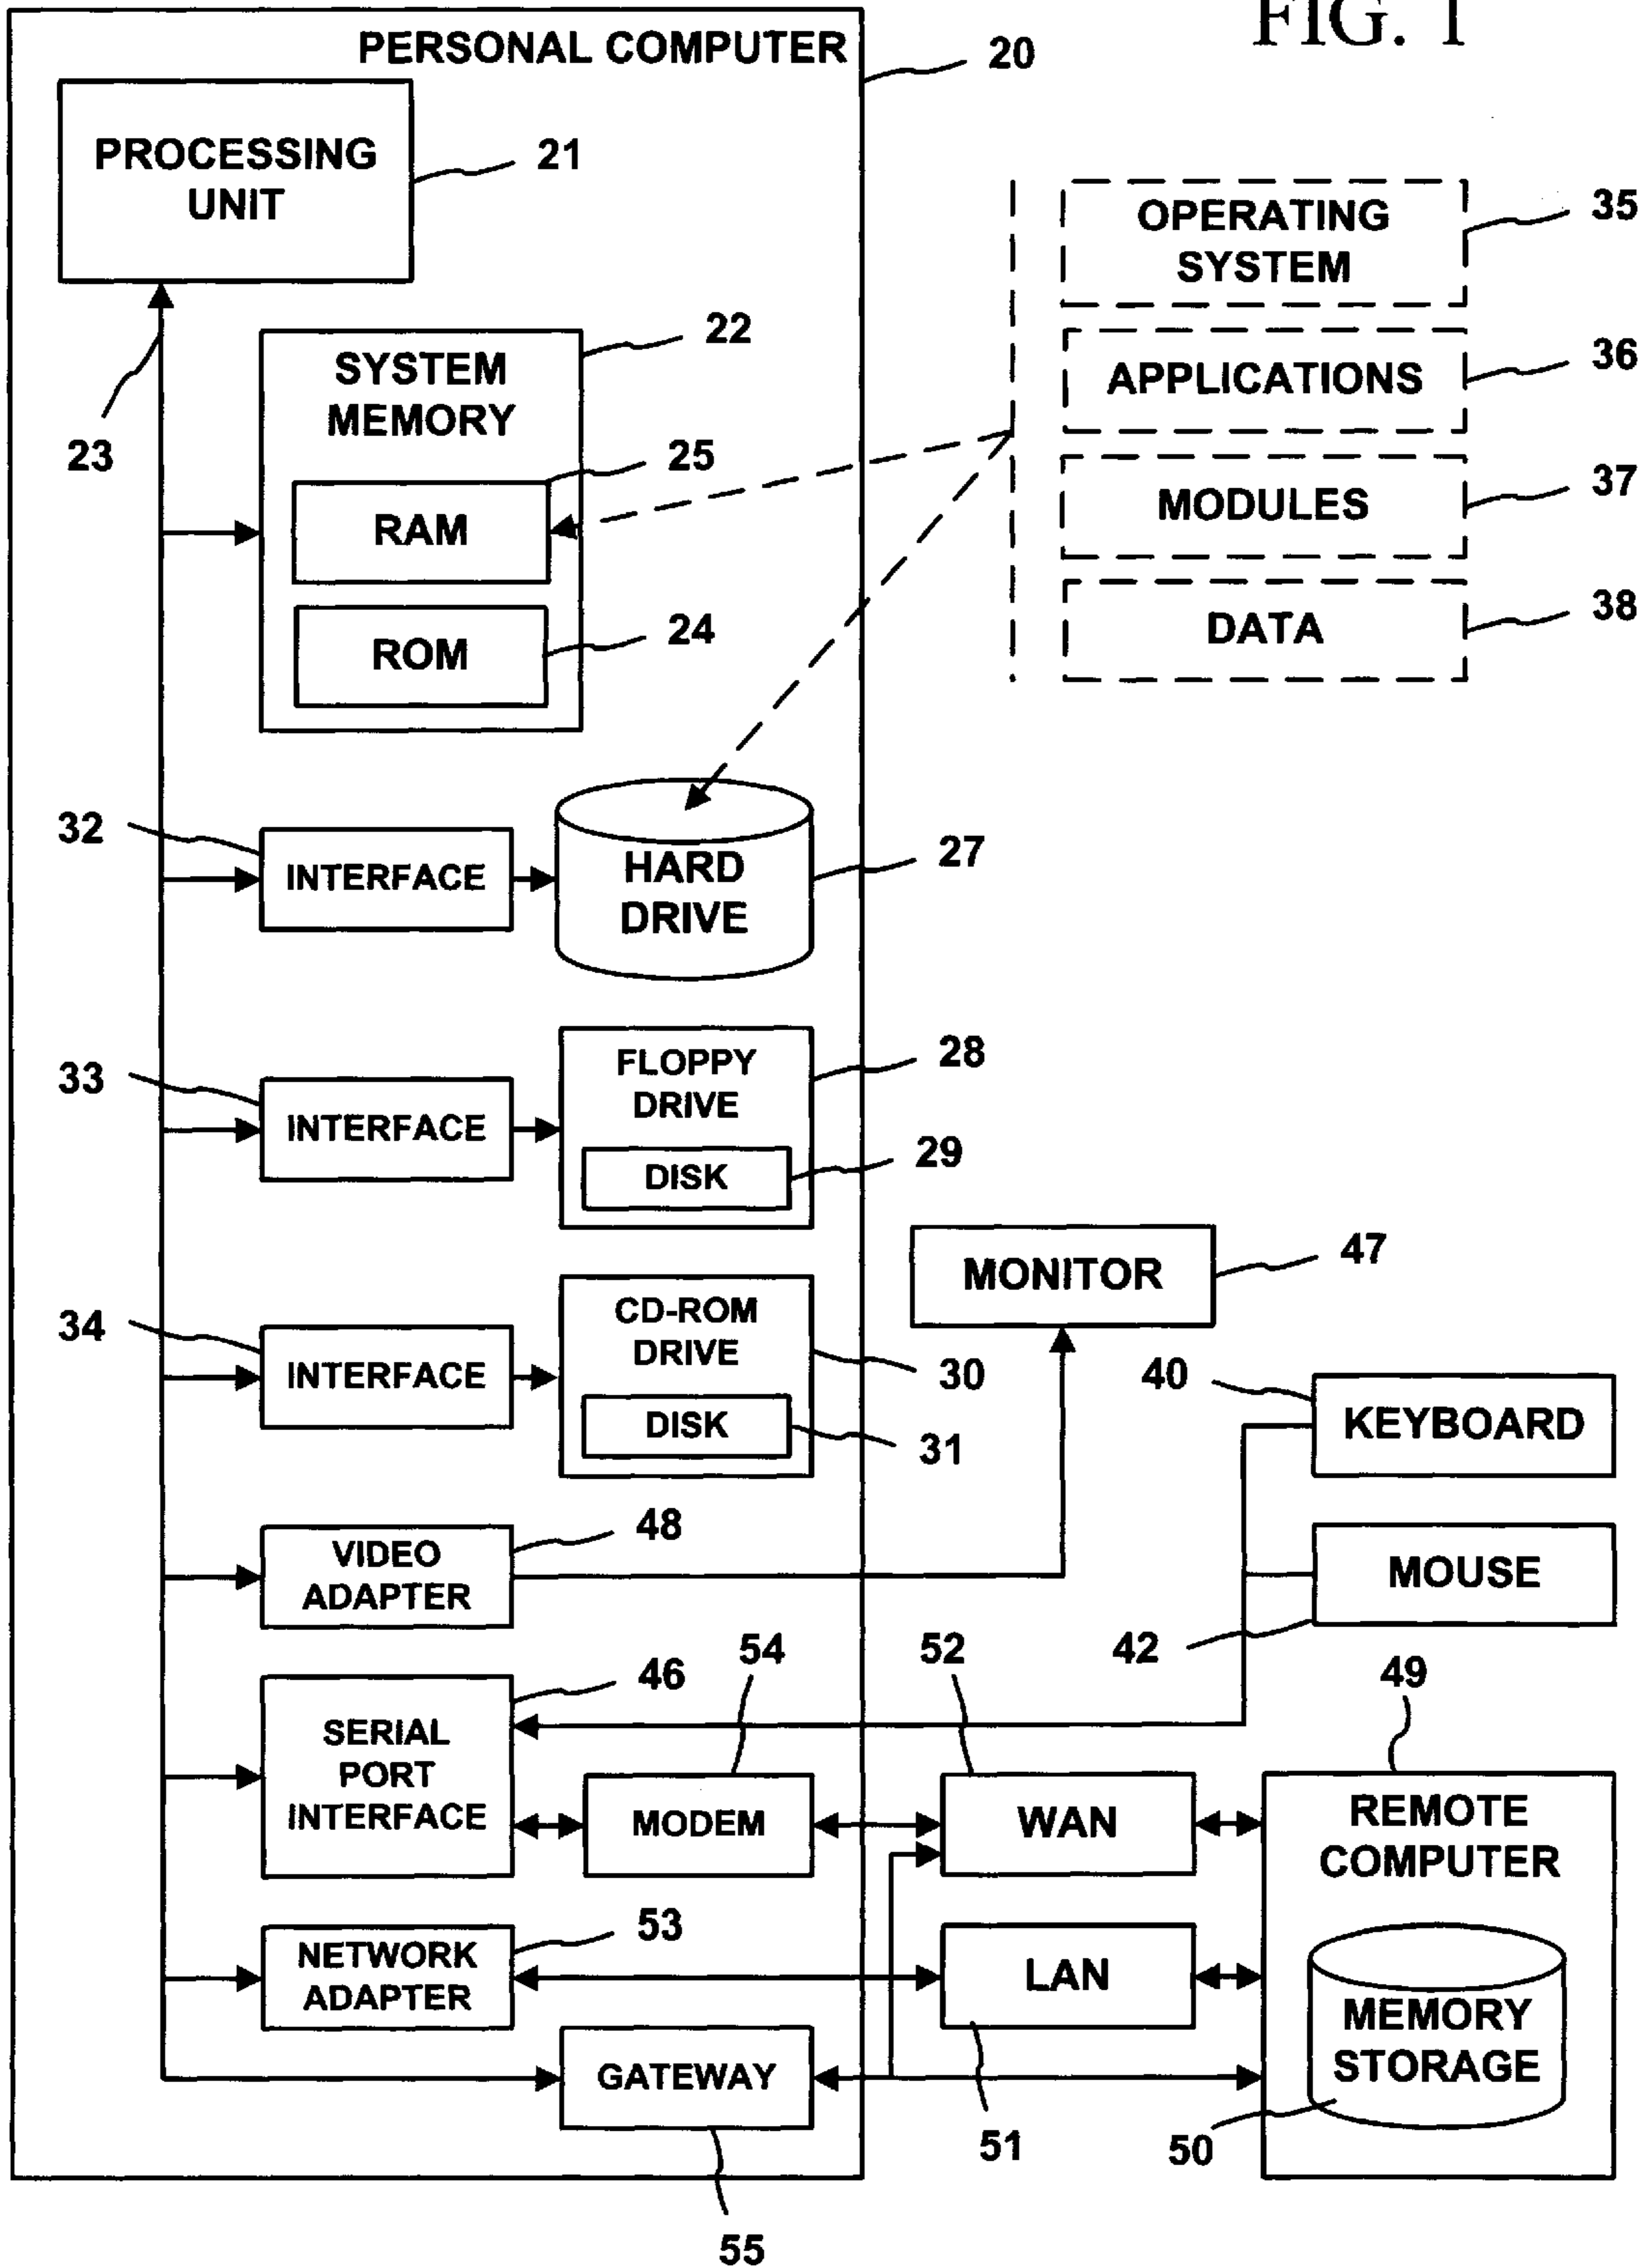 FIG. 1
PERSONAL COMPUTER
20
PROCESSING
UNIT
21
OPERATING
SYSTEM
35
22
SYSTEM
MEMORY
APPLICATIONS
36
23
25
RAM
MODULES
37
24
ROM
DATA
38
32
INTERFACE
HARD
DRIVE
27
33
INTERFACE
FLOPPY
DRIVE
28
DISK
29
MONITOR
47
34
INTERFACE
CD-ROM
DRIVE
30
DISK
31
40
KEYBOARD
48
VIDEO
ADAPTER
MOUSE
42
46
54
52
49
SERIAL
PORT
INTERFACE
MODEM
WAN
REMOTE
COMPUTER
53
NETWORK
ADAPTER
LAN
MEMORY
STORAGE
GATEWAY
51
50
55